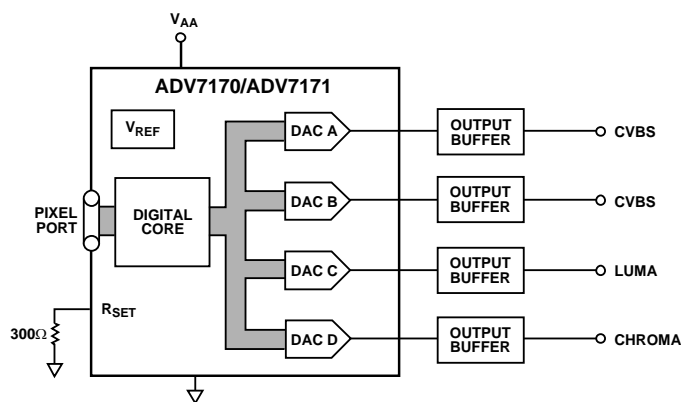 VAA
ADV7170/ADV7171
VREF
DAC A
OUTPUT
BUFFER
CVBS
PIXEL
PORT
DIGITAL
CORE
DAC B
OUTPUT
BUFFER
CVBS
DAC C
OUTPUT
BUFFER
LUMA
RSET
300Ω
DAC D
OUTPUT
BUFFER
CHROMA